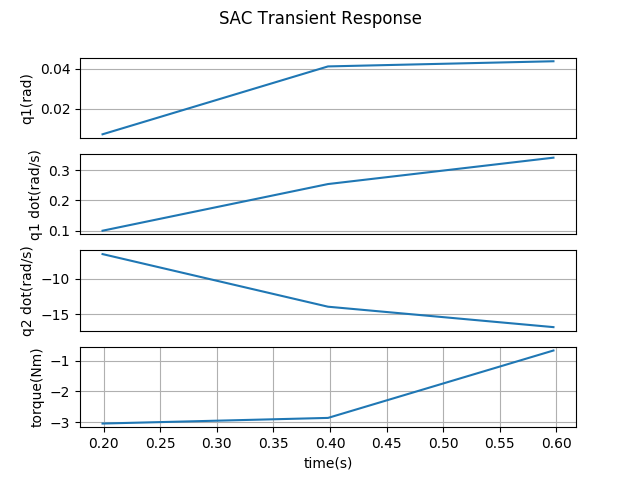 SAC Transient Response
q1(rad)
0.04
0.02
q1 dot(rad/s)
0.3
0.2
0.1
q2 dot(rad/s)
−10
−15
torque(Nm)
−1
−2
−3
0.20 0.25 0.30 0.35 0.40 0.45 0.50 0.55 0.60
time(s)